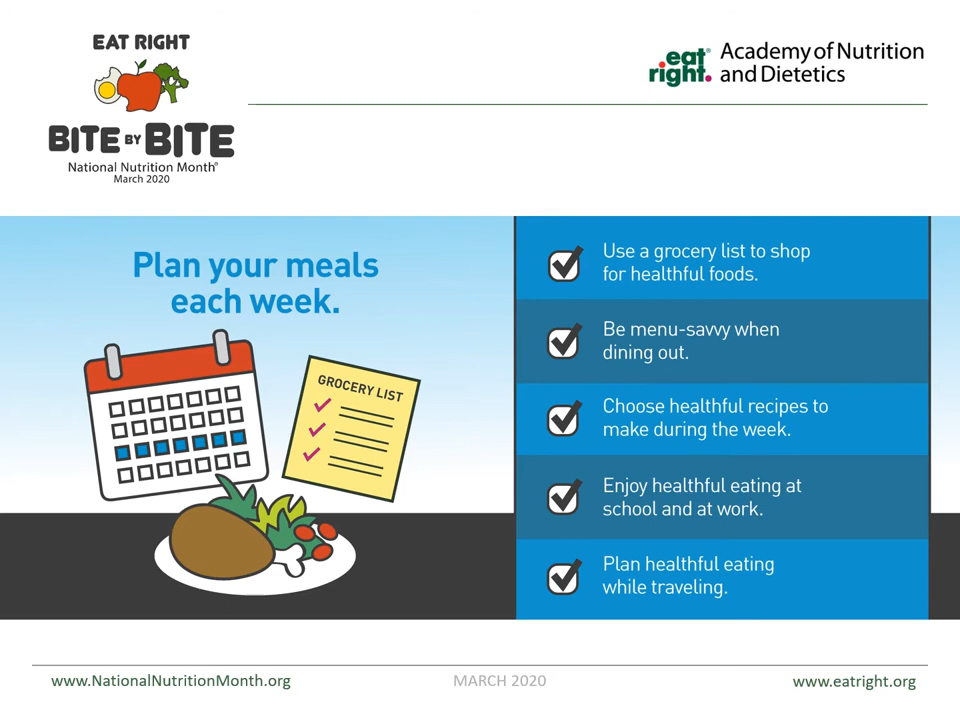 EAT RIGHT
BITE BY BITE
National Nutrition Month®
March 2020
eat® right.
Academy of Nutrition
and Dietetics
Plan your meals
each week.
GROCERY LIST
Use a grocery list to shop
for healthful foods.
Be menu-savvy when
dining out.
Choose healthful recipes to
make during the week.
Enjoy healthful eating at
school and at work.
Plan healthful eating
while traveling.
www.NationalNutritionMonth.org
MARCH 2020
www.eatright.org